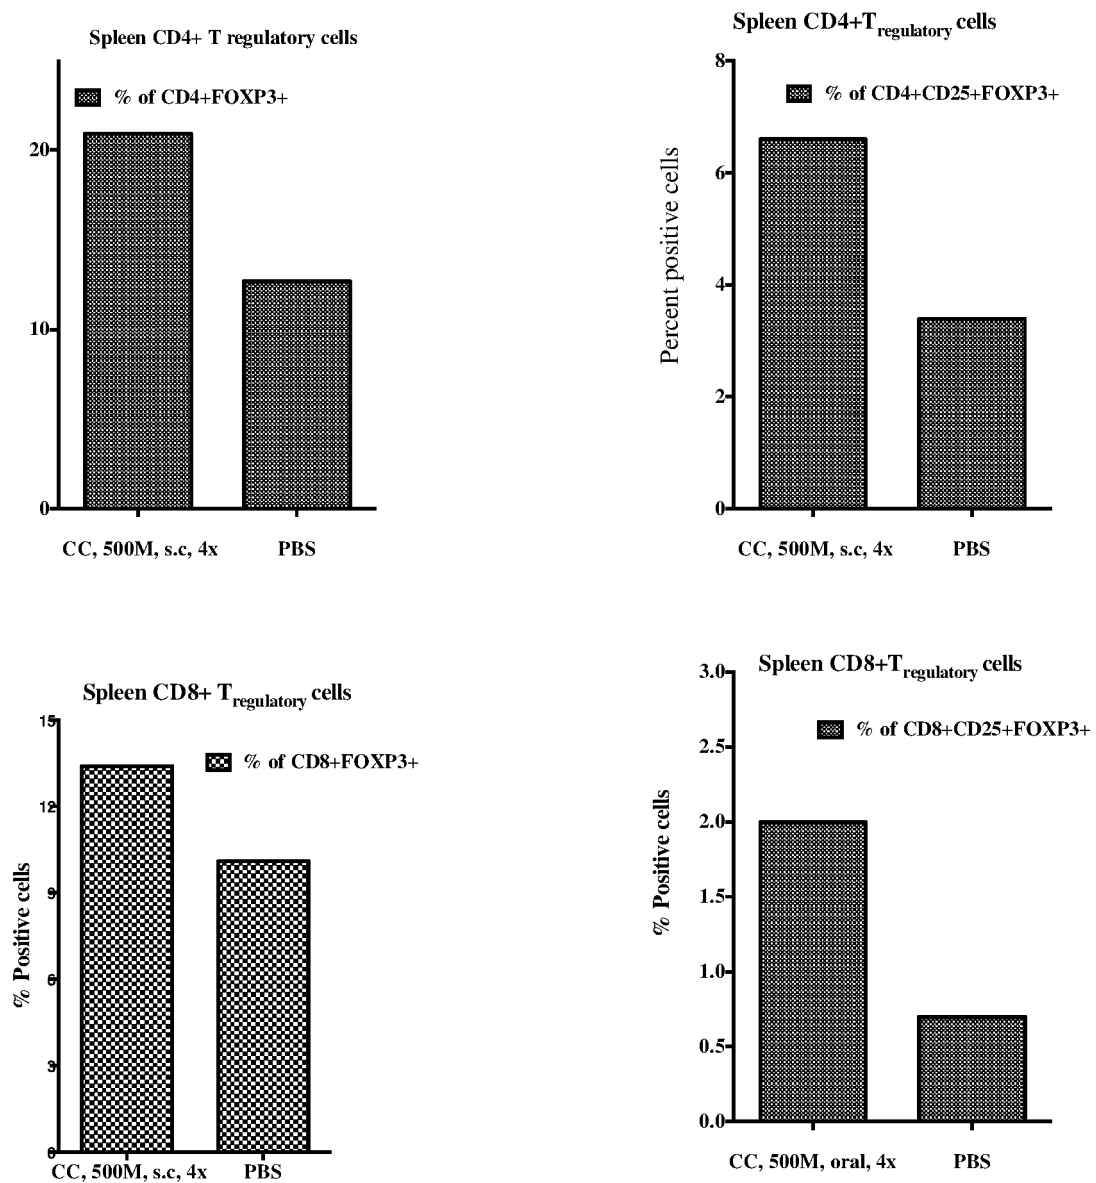 Spleen CD4+ T regulatory cells
% of CD4+FOXP3+
20
10
0
CC, 500M, s.c, 4x PBS
Spleen CD4+Tregulatory cells
% of CD4+CD25+FOXP3+
Percent positive cells
8
6
4
2
0
CC, 500M, s.c, 4x PBS
Spleen CD8+ Tregulatory cells
% of CD8+FOXP3+
% Positive cells
15
12
9
6
3
0
CC, 500M, s.c, 4x PBS
Spleen CD8+Tregulatory cells
% of CD8+CD25+FOXP3+
% Positive cells
3.0
2.5
2.0
1.5
1.0
0.5
0.0
CC, 500M, oral, 4x PBS